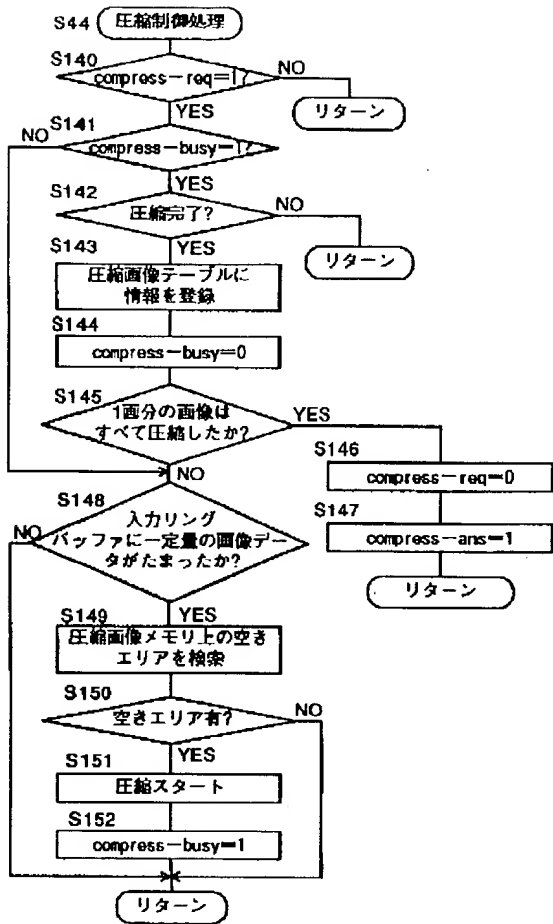 S44
圧縮制御処理
S140
compress-req=1?
NO
YES
リターン
S141
NO
compress-busy=1?
YES
S142
圧縮完了?
NO
YES
リターン
S143
圧縮画像テーブルに
情報を登録
S144
compress-busy=0
S145
1画分の画像は
すべて圧縮したか?
YES
NO
S146
compress-req=0
S147
compress-ans=1
リターン
S148
NO
入力リング
バッファに一定量の画像デー
タがたまったか?
YES
S149
圧縮画像メモリ上の空き
エリアを検索
S150
空きエリア有?
NO
YES
S151
圧縮スタート
S152
compress-busy=1
リターン